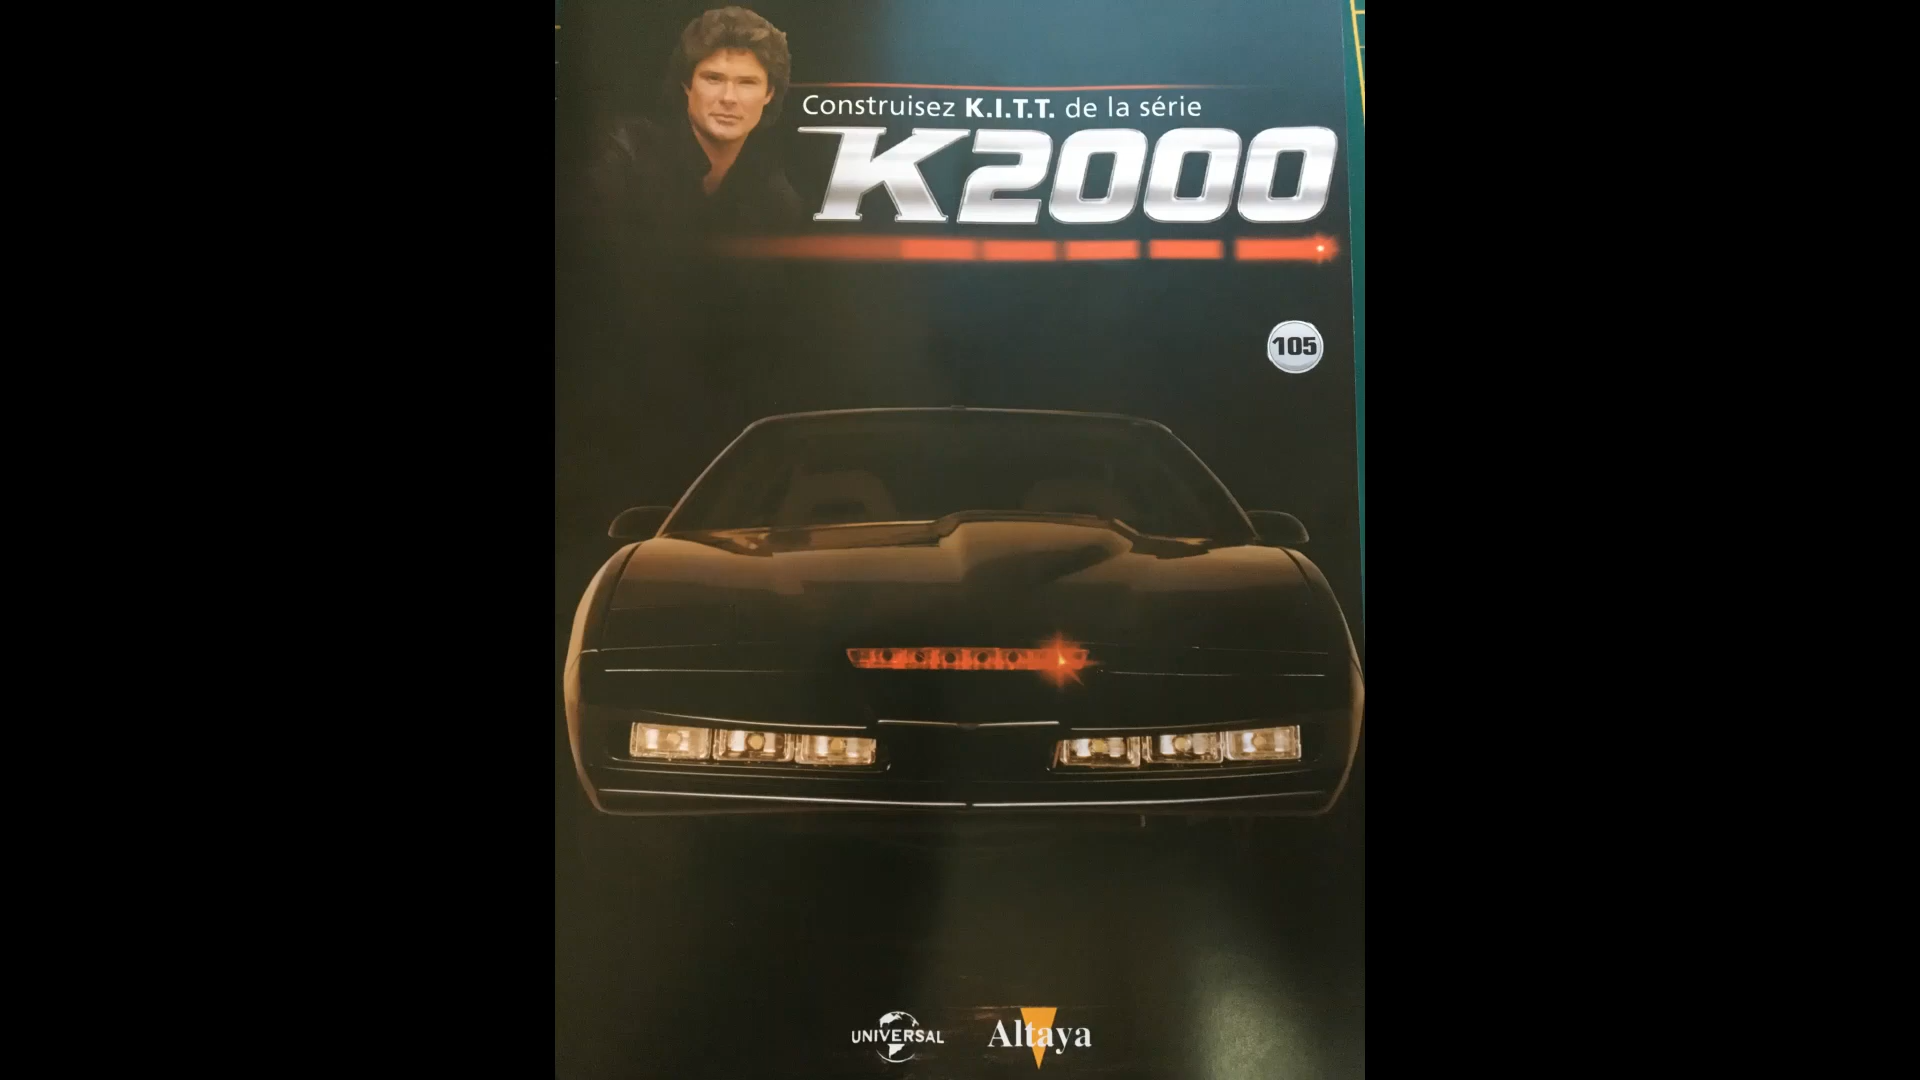 Construisez K.I.T.T. de la série
K2000
105
UNIVERSAL
Altaya